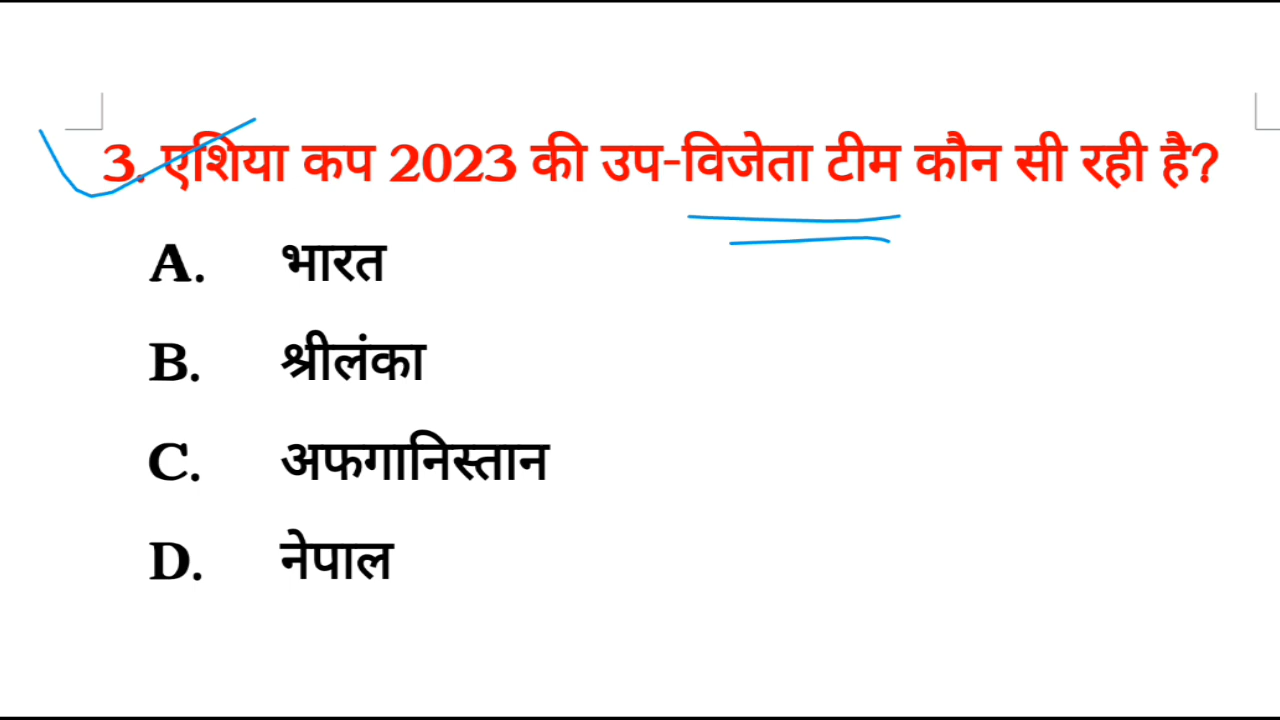 3. एशिया कप 2023 की उप-विजेता टीम कौन सी रही है?
A. भारत
B. श्रीलंका
C. अफगानिस्तान
D. नेपाल